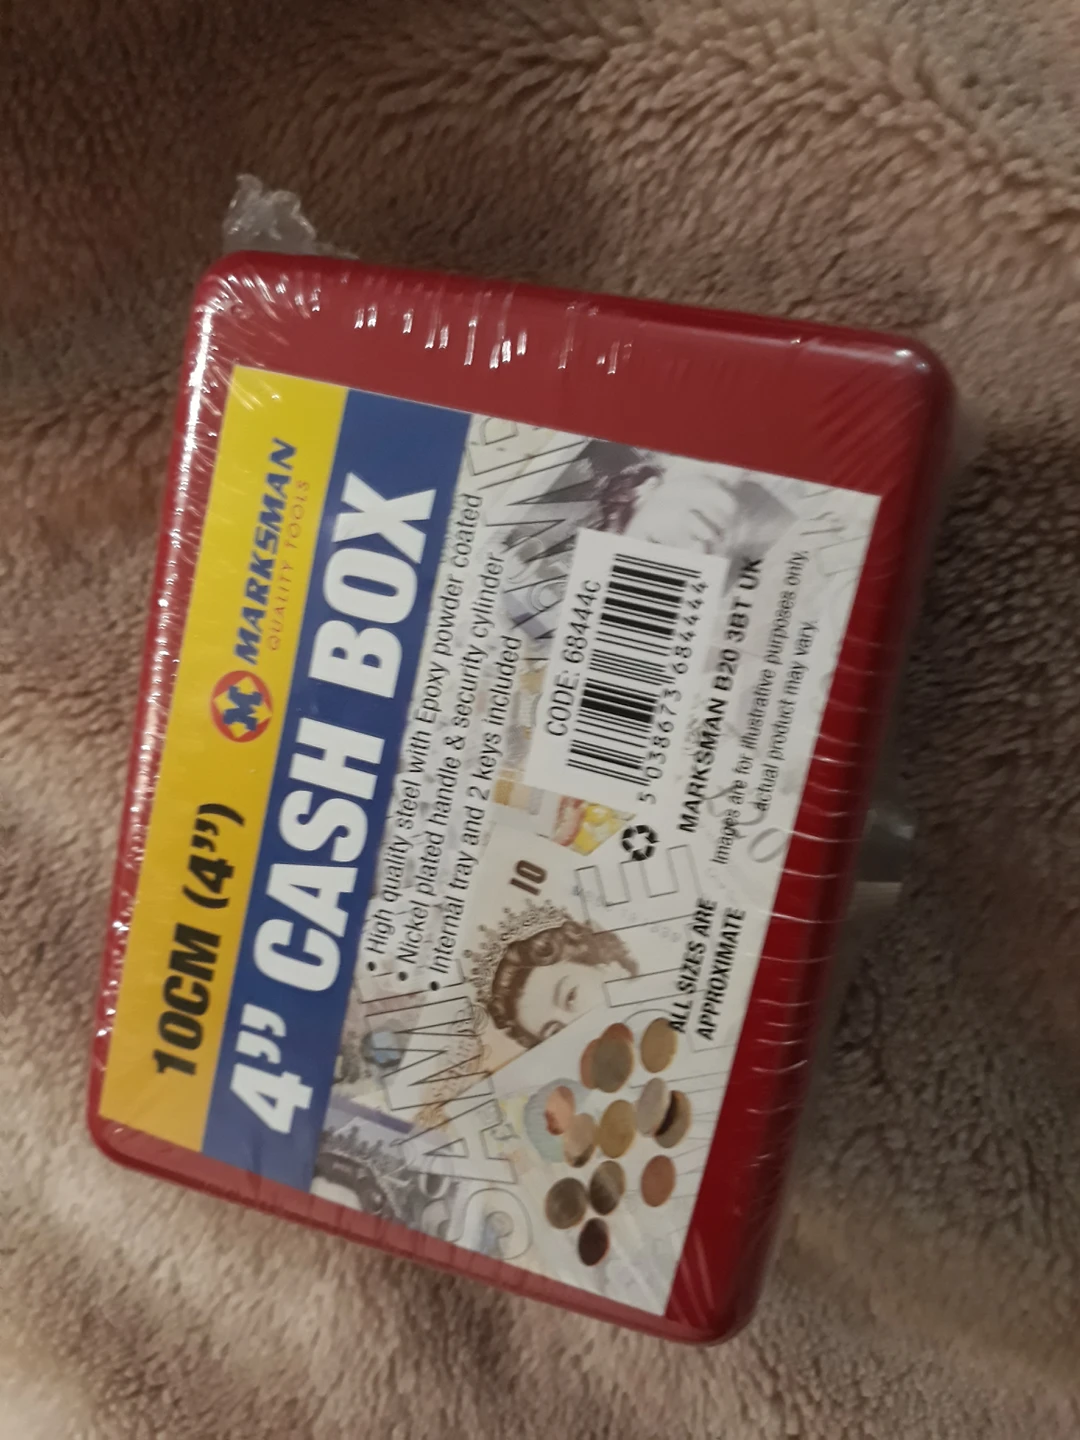 10CM (4")
MARKSMAN
QUALITY TOOLS
4" CASH BOX
• High quality steel with Epoxy powder coated
• Nickel plated handle & security cylinder
• Internal tray and 2 keys included
10
SAMPLE
CODE: 68444C
5 038673 684444
ALL SIZES ARE
APPROXIMATE
MARKSMAN B20 3BT UK
Images are for illustrative purposes only.
actual product may vary.